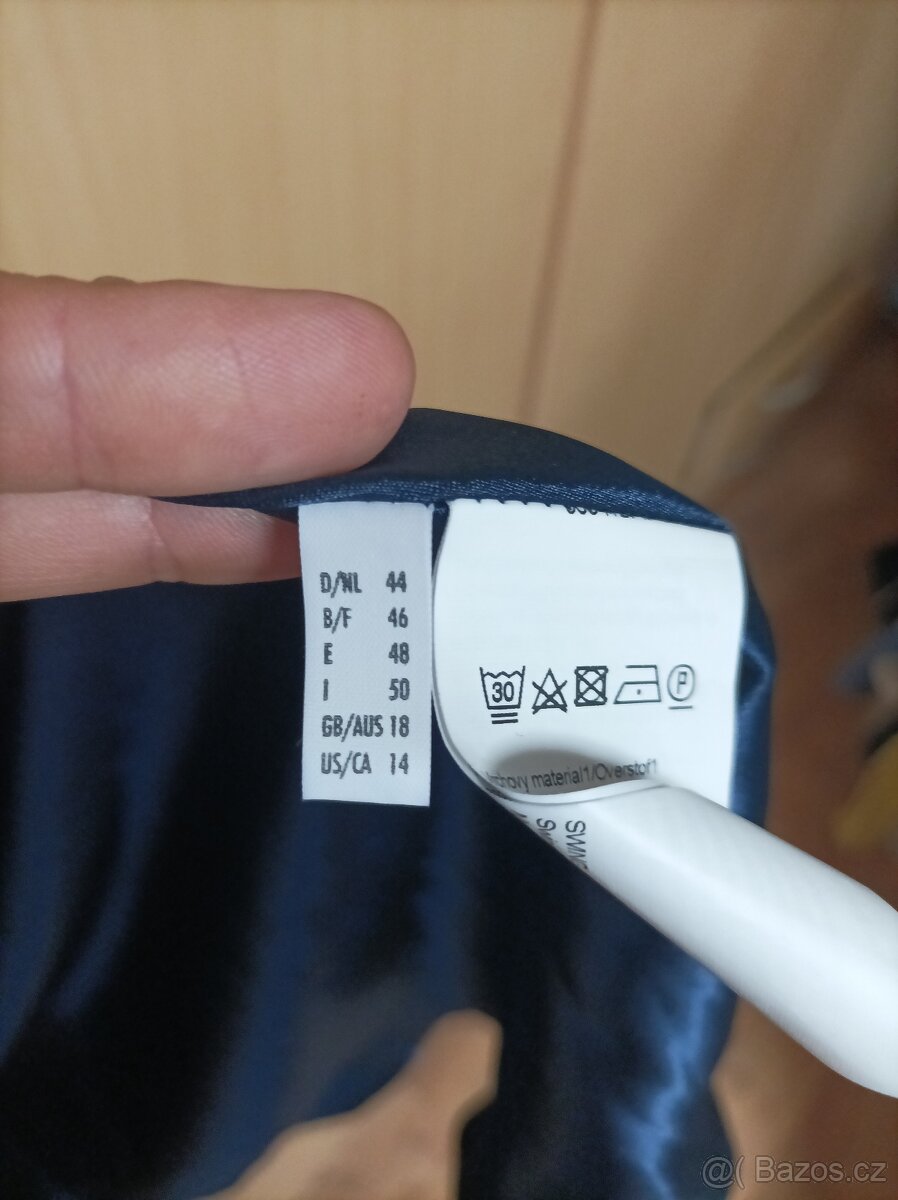 D/NL 44
B/F 46
E 48
I 50
GB/AUS 18
US/CA 14
30
P
material1/Overstof1
@( Bazos.cz